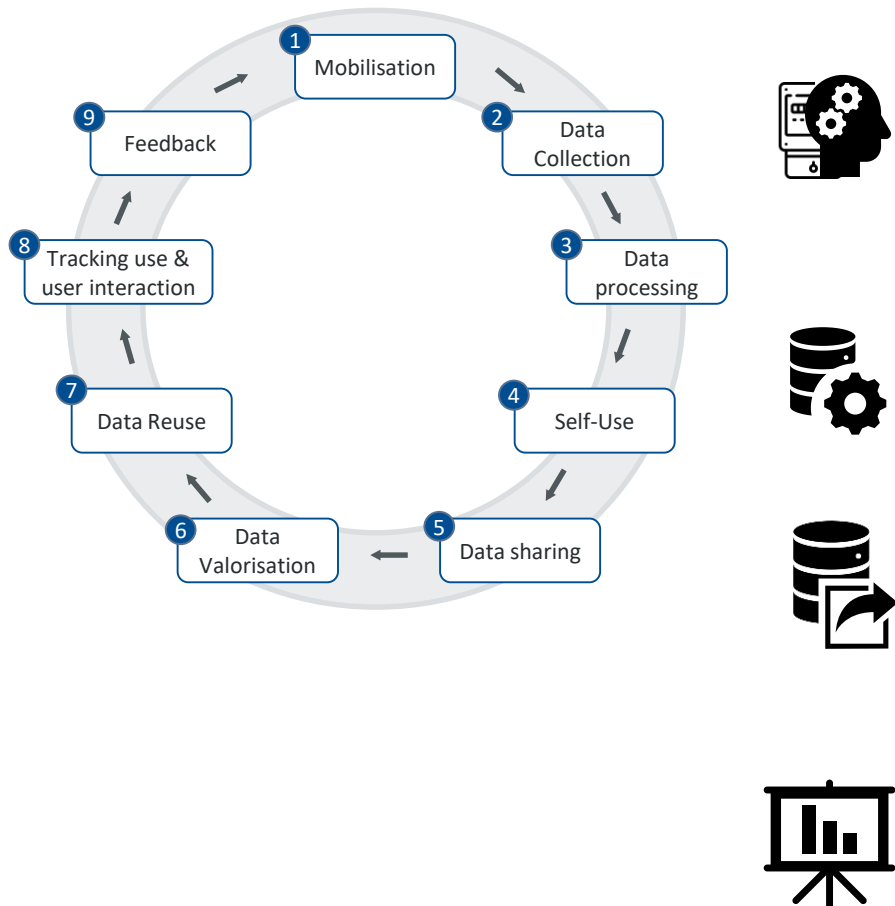 1
Mobilisation
2
Data
Collection
3
Data
processing
4
Self-Use
5
Data sharing
6
Data
Valorisation
7
Data Reuse
8
Tracking use &
user interaction
9
Feedback